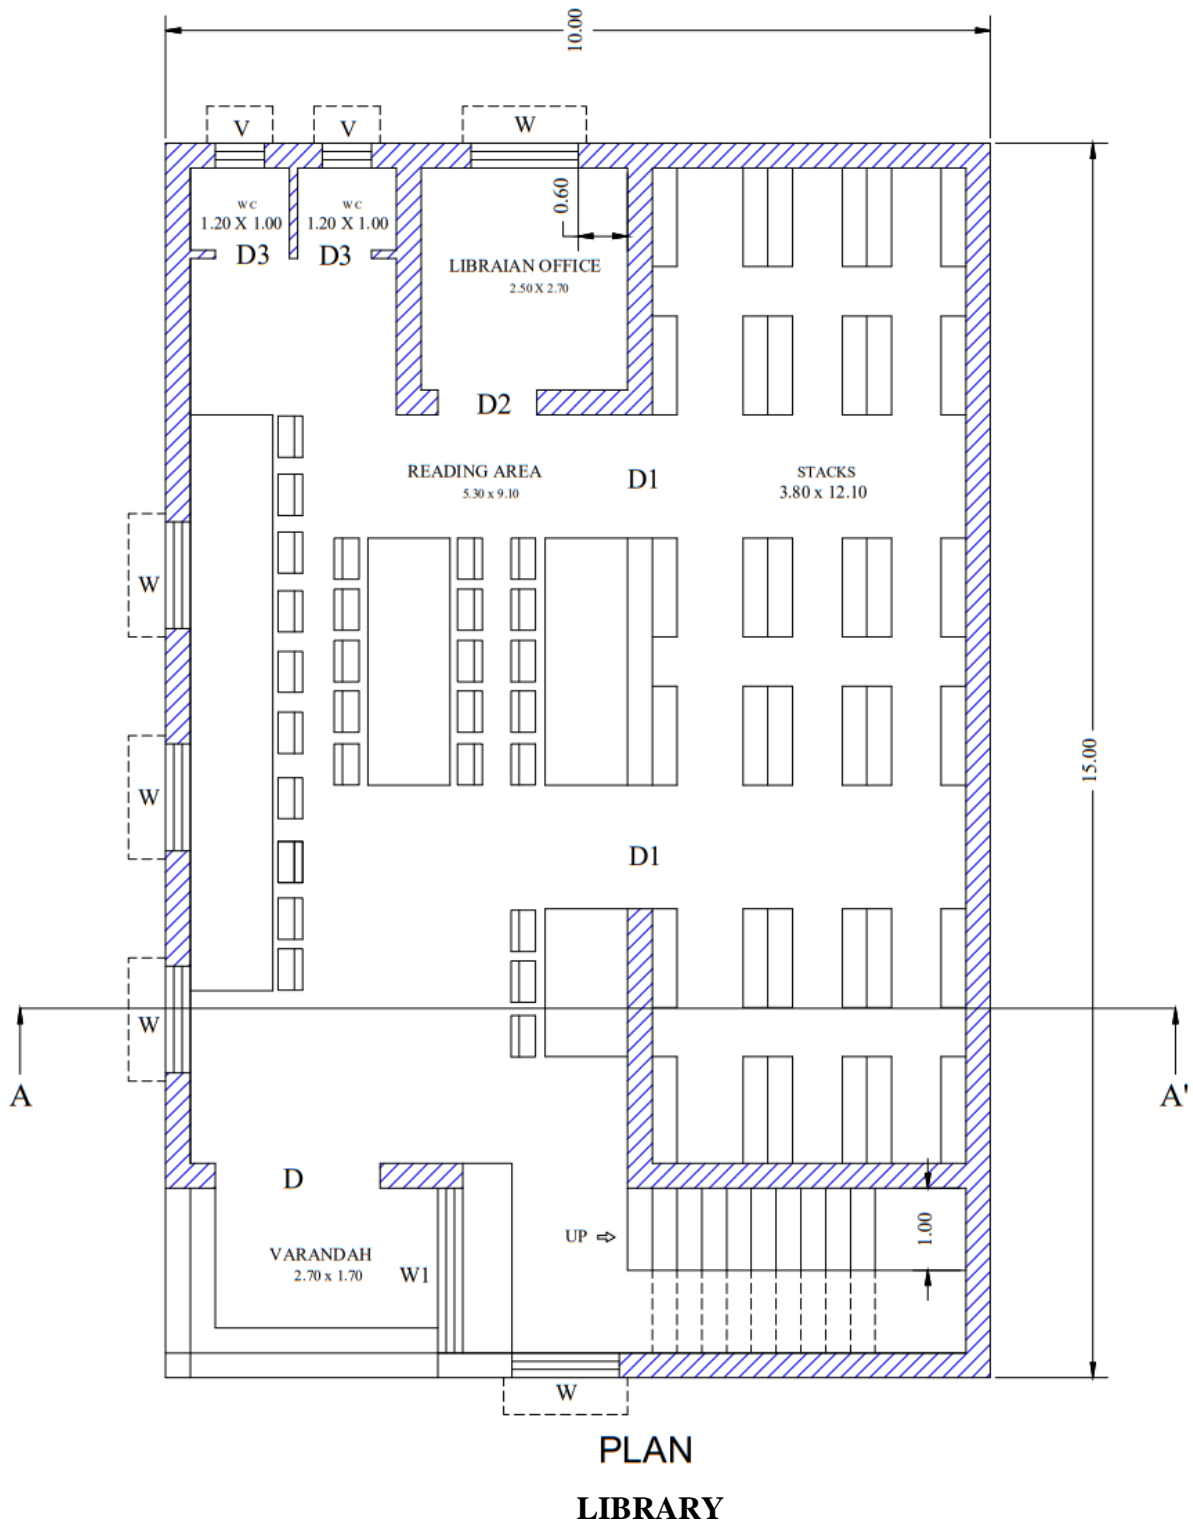 10.00
V
V
W
W C
1.20 X 1.00
W C
1.20 X 1.00
0.60
D3
D3
LIBRAIAN OFFICE
2.50 X 2.70
D2
READING AREA
5.30 x 9.10
D1
STACKS
3.80 x 12.10
W
15.00
W
D1
W
A
A'
D
UP
1.00
VARANDAH
2.70 x 1.70
W1
W
PLAN
LIBRARY